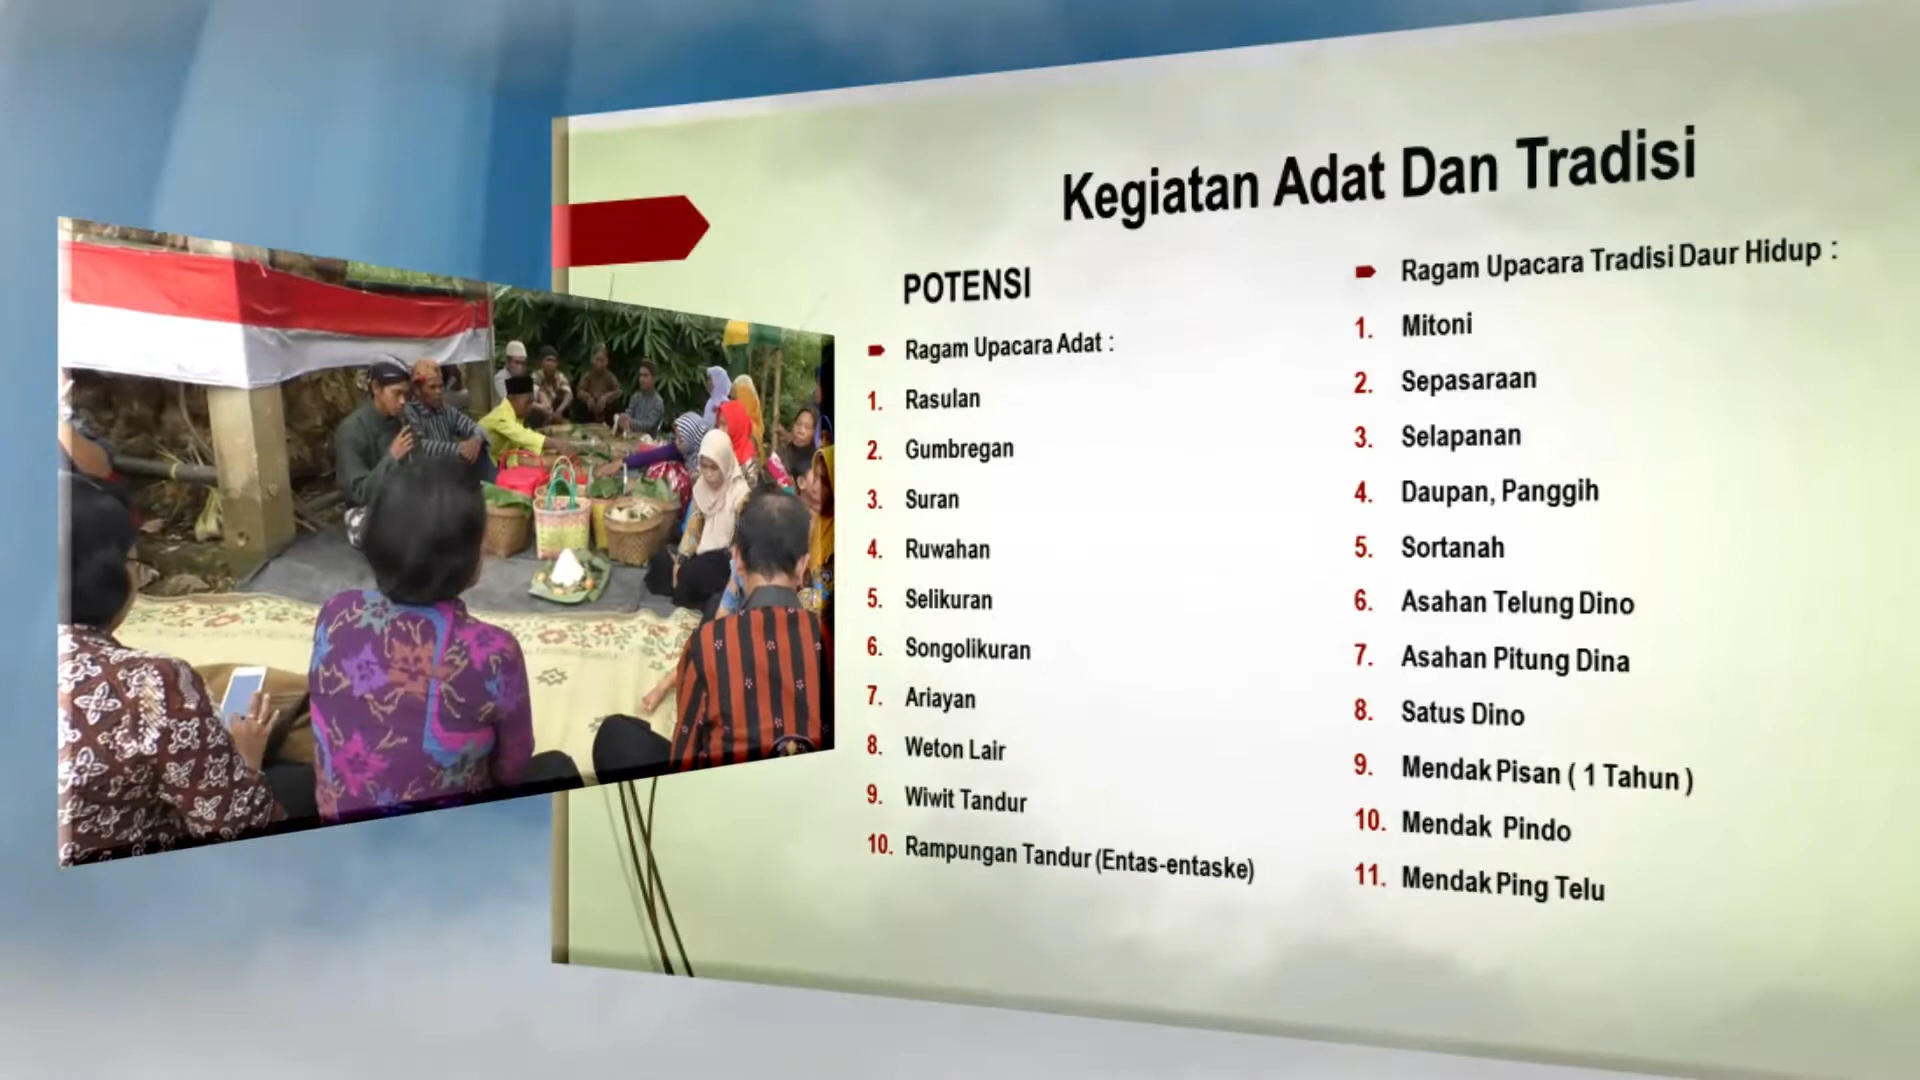 Kegiatan Adat Dan Tradisi
POTENSI
Ragam Upacara Adat :
1. Rasulan
2. Gumbregan
3. Suran
4. Ruwahan
5. Selikuran
6. Songolikuran
7. Ariayan
8. Weton Lair
9. Wiwit Tandur
10. Rampungan Tandur (Entas-entaske)
Ragam Upacara Tradisi Daur Hidup :
1. Mitoni
2. Sepasaraan
3. Selapanan
4. Daupan, Panggih
5. Sortanah
6. Asahan Telung Dino
7. Asahan Pitung Dina
8. Satus Dino
9. Mendak Pisan ( 1 Tahun )
10. Mendak Pindo
11. Mendak Ping Telu